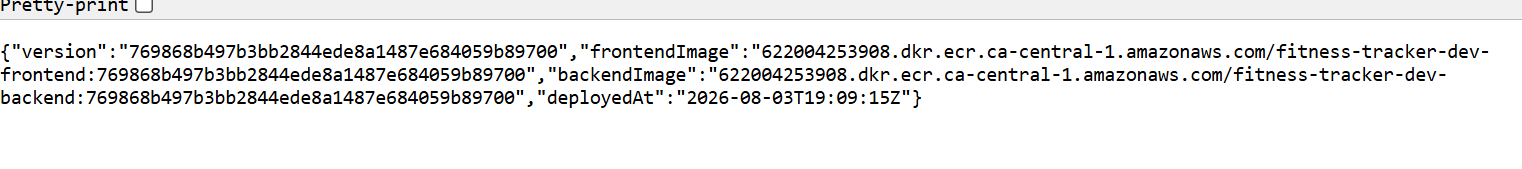 Pretty-print
{"version":"769868b497b3bb2844ede8a1487e684059b89700","frontendImage":"622004253908.dkr.ecr.ca-central-1.amazonaws.com/fitness-tracker-dev-
frontend:769868b497b3bb2844ede8a1487e684059b89700","backendImage":"622004253908.dkr.ecr.ca-central-1.amazonaws.com/fitness-tracker-dev-
backend:769868b497b3bb2844ede8a1487e684059b89700","deployedAt":"2026-08-03T19:09:15Z"}